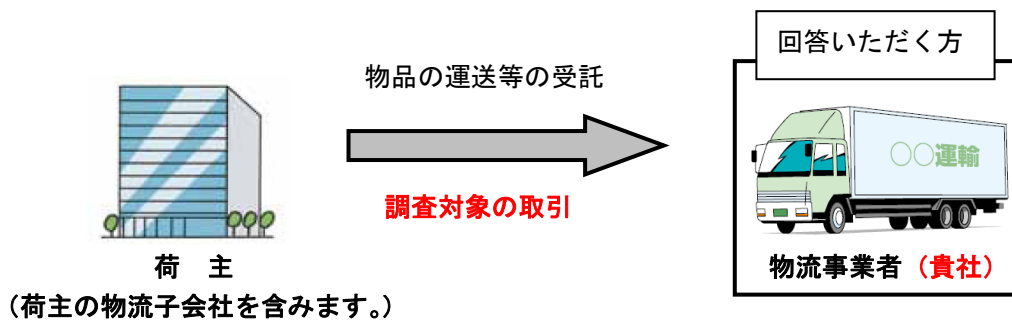 回答いただく方
物品の運送等の受託
○○運輸
調査対象の取引
荷　主
物流事業者（貴社）
（荷主の物流子会社を含みます。）